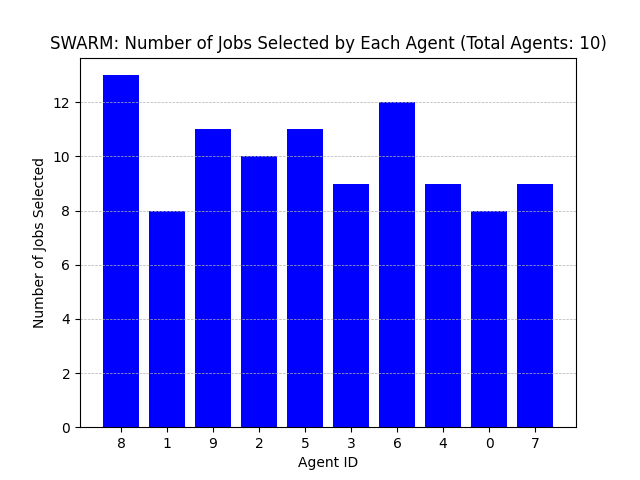 SWARM: Number of Jobs Selected by Each Agent (Total Agents: 10)
12
10
8
6
4
2
0
Number of Jobs Selected
8 1 9 2 5 3 6 4 0 7
Agent ID